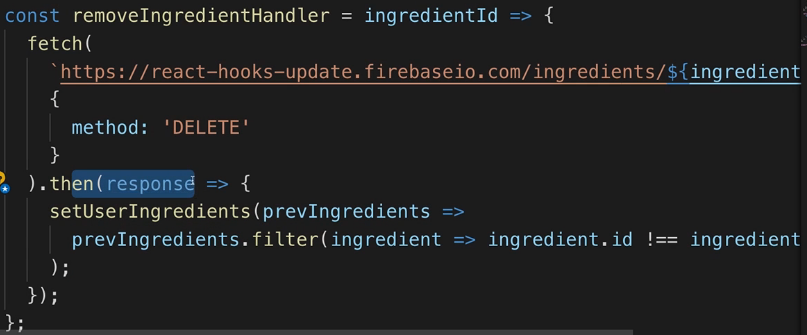 const removeIngredientHandler = ingredientId => {
fetch(
`https://react-hooks-update.firebaseio.com/ingredients/${ingredient
{
method: 'DELETE'
}
).then(response => {
setUserIngredients(prevIngredients =>
prevIngredients.filter(ingredient => ingredient.id !== ingredient
);
});
};